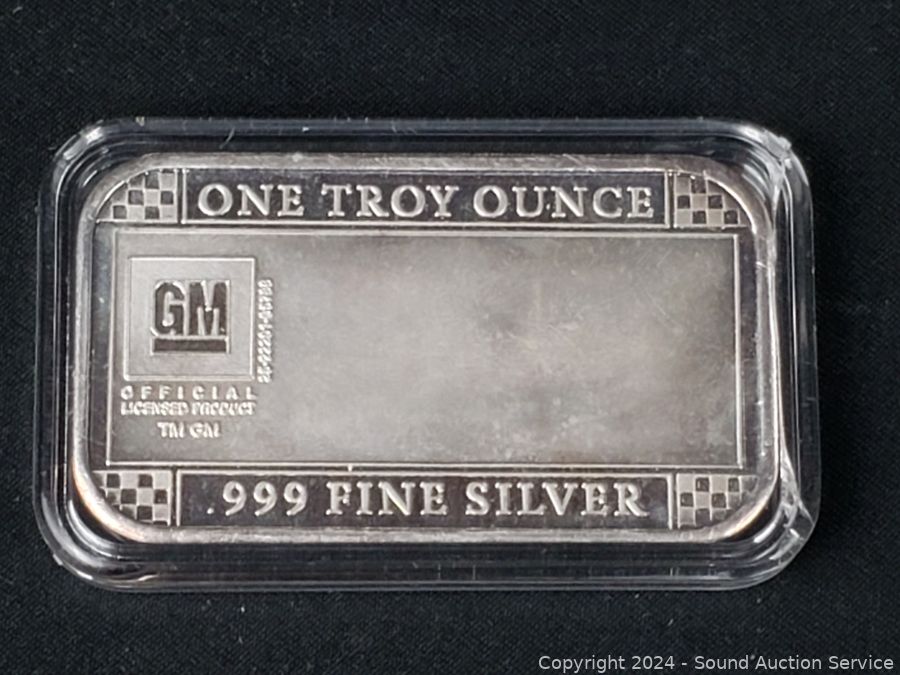 ONE TROY OUNCE
GM
OFFICIAL
LICENSED PRODUCT
TM GM
.999 FINE SILVER
Copyright 2024 - Sound Auction Service